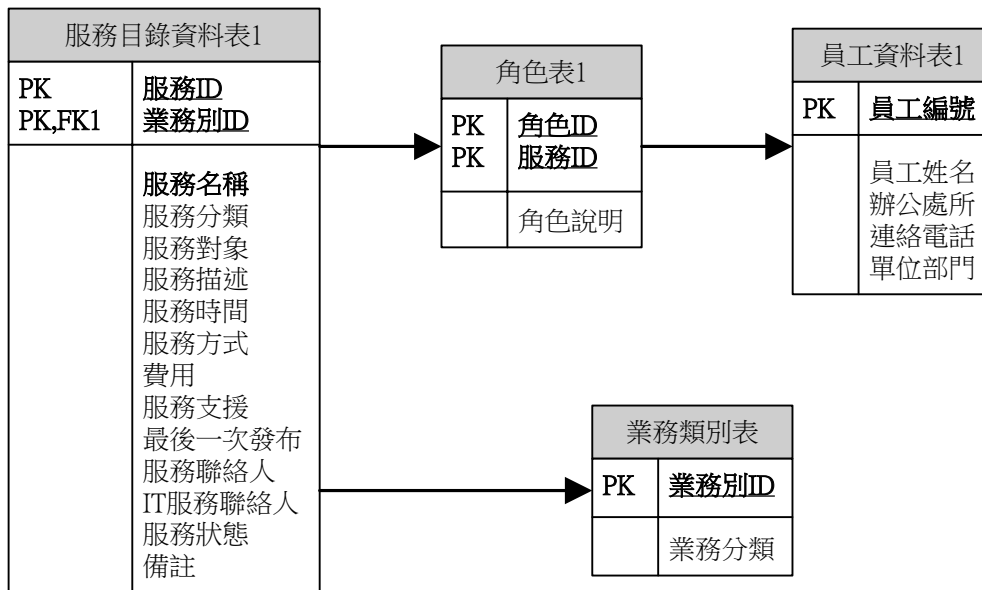 服務目錄資料表1
PK 服務ID
PK,FK1 業務別ID
服務名稱
服務分類
服務對象
服務描述
服務時間
服務方式
費用
服務支援
最後一次發布
服務聯絡人
IT服務聯絡人
服務狀態
備註
角色表1
PK 角色ID
PK 服務ID
角色說明
員工資料表1
PK 員工編號
員工姓名
辦公處所
連絡電話
單位部門
業務類別表
PK 業務別ID
業務分類